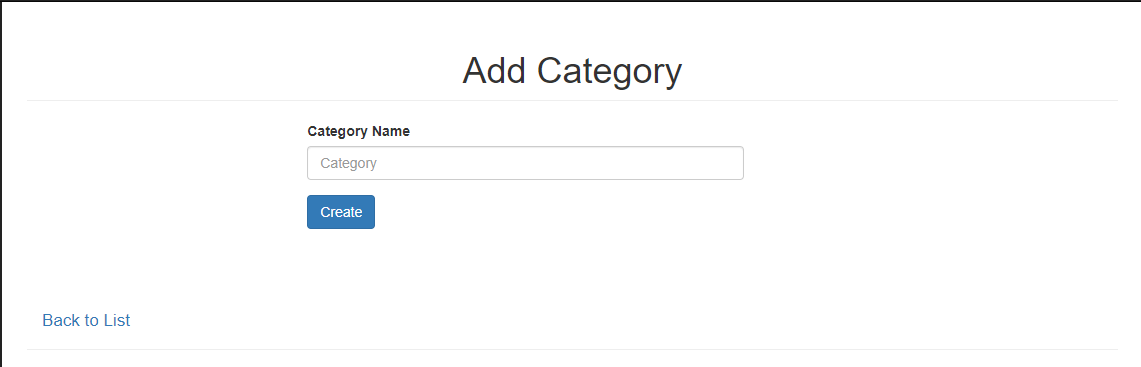 Add Category
Category Name
Category
Create
Back to List